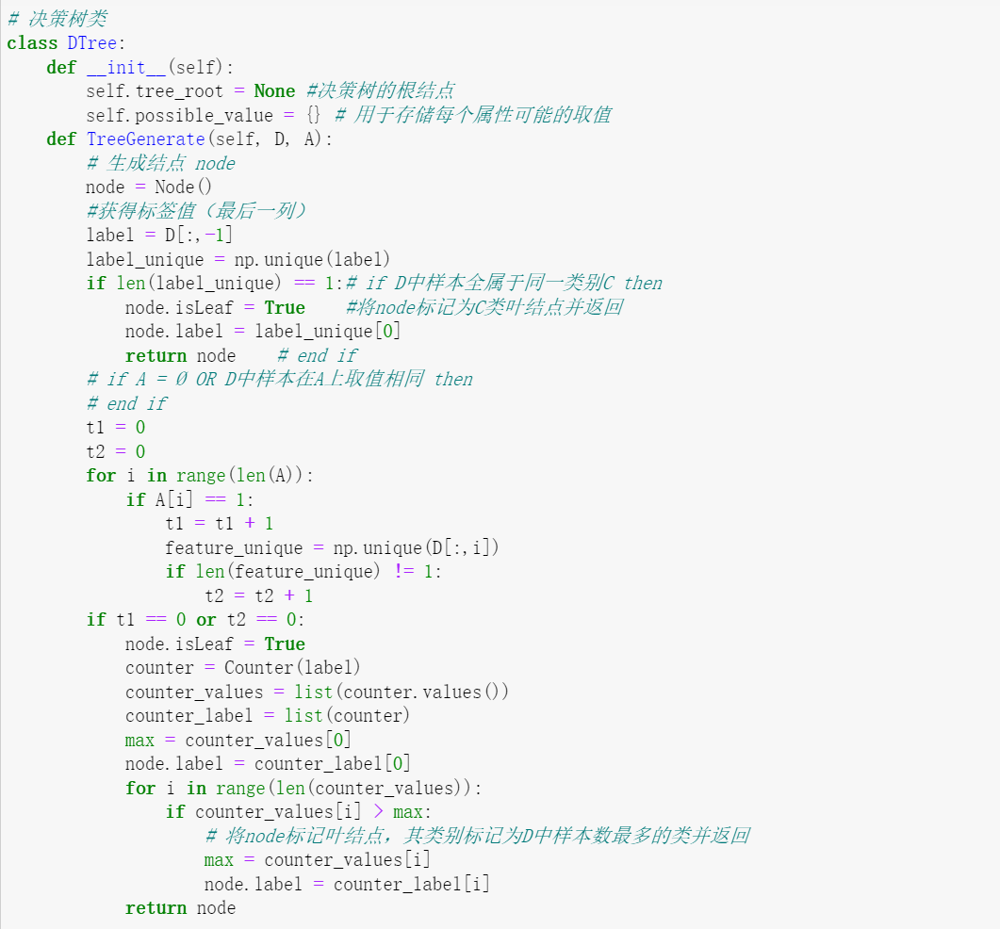 # 决策树类
class DTree:
    def __init__(self):
        self.tree_root = None #决策树的根结点
        self.possible_value = {} # 用于存储每个属性可能的取值
    def TreeGenerate(self, D, A):
        # 生成结点 node
        node = Node()
        #获得标签值（最后一列）
        label = D[:,-1]
        label_unique = np.unique(label)
        if len(label_unique) == 1:# if D中样本全属于同一类别C then
            node.isLeaf = True    #将node标记为C类叶结点并返回
            node.label = label_unique[0]
            return node    # end if
        # if A = Ø OR D中样本在A上取值相同 then
        # end if
        t1 = 0
        t2 = 0
        for i in range(len(A)):
            if A[i] == 1:
                t1 = t1 + 1
                feature_unique = np.unique(D[:,i])
                if len(feature_unique) != 1:
                    t2 = t2 + 1
        if t1 == 0 or t2 == 0:
            node.isLeaf = True
            counter = Counter(label)
            counter_values = list(counter.values())
            counter_label = list(counter)
            max = counter_values[0]
            node.label = counter_label[0]
            for i in range(len(counter_values)):
                if counter_values[i] > max:
                    # 将node标记叶结点，其类别标记为D中样本数最多的类并返回
                    max = counter_values[i]
                    node.label = counter_label[i]
            return node